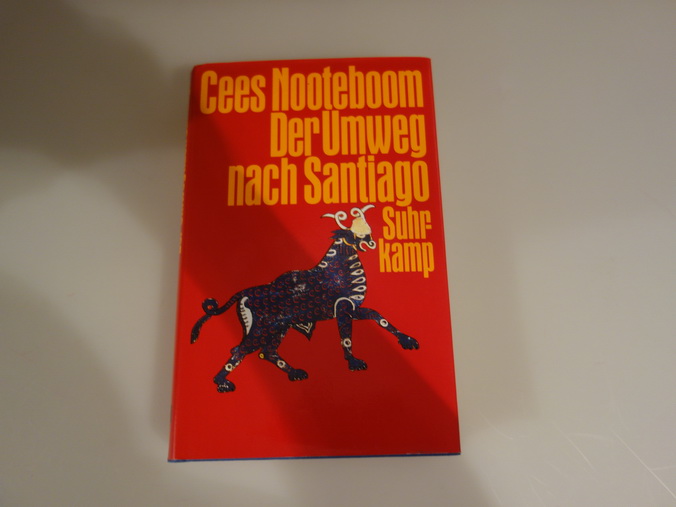 Cees Nooteboom
Der Umweg
nach Santiago
Suhr-
kamp